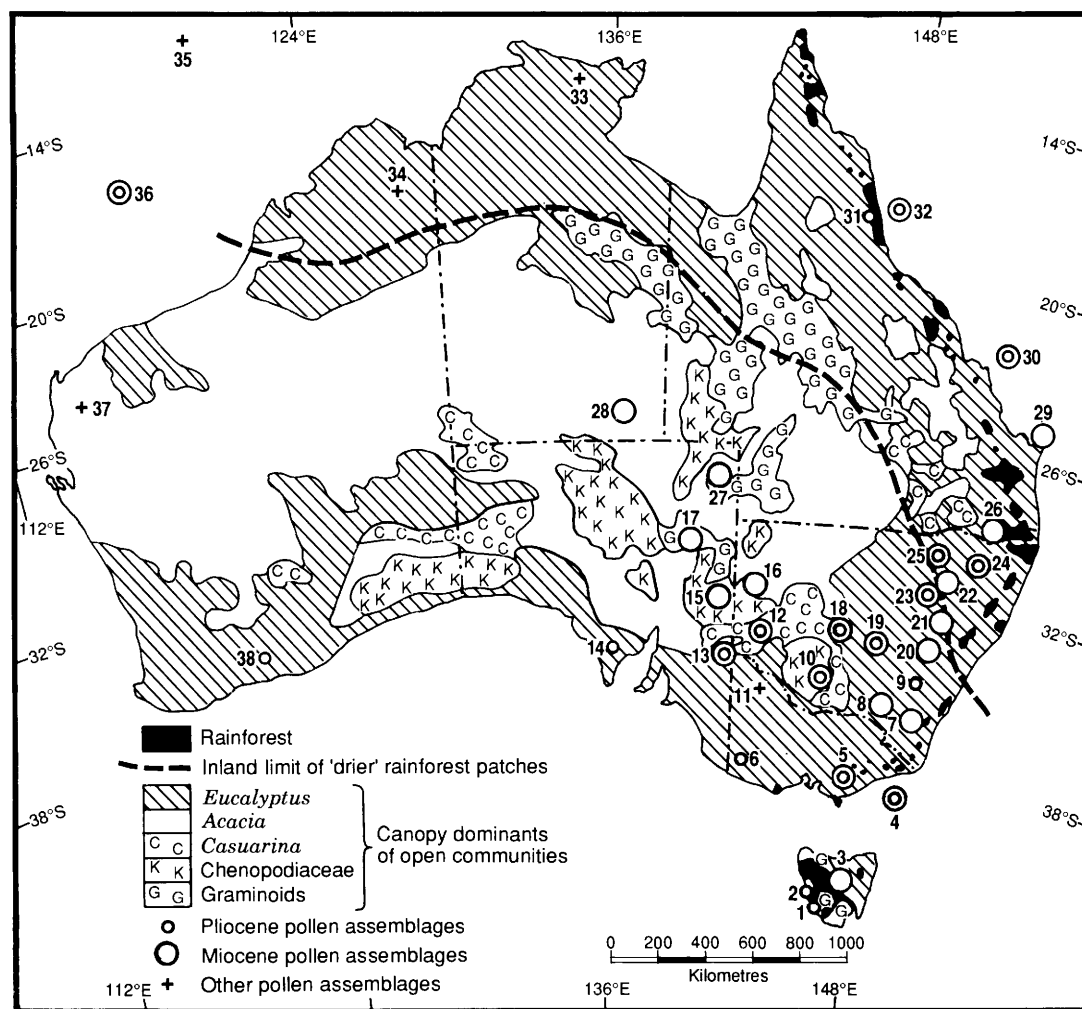 124°E 136°E 148°E
35
33
14°S 14°S
34
36
31 32
G G G G G G G G G G G G
20°S 20°S
30
37
28
29
C C C C C
K K K K K K
26°S 26°S
27
112°E
26
17
25 24
16
15
23 22
12 18
21
19
20
32°S 32°S
38
14
13
10
9
11
8
7
6
5
4
38°S 38°S
3
2
1
Rainforest
Inland limit of 'drier' rainforest patches
Eucalyptus
Acacia
C C Casuarina
K K Chenopodiaceae
G G Graminoids
Canopy dominants
of open communities
Pliocene pollen assemblages
Miocene pollen assemblages
+ Other pollen assemblages
0 200 400 600 800 1000
Kilometres
112°E 136°E 148°E